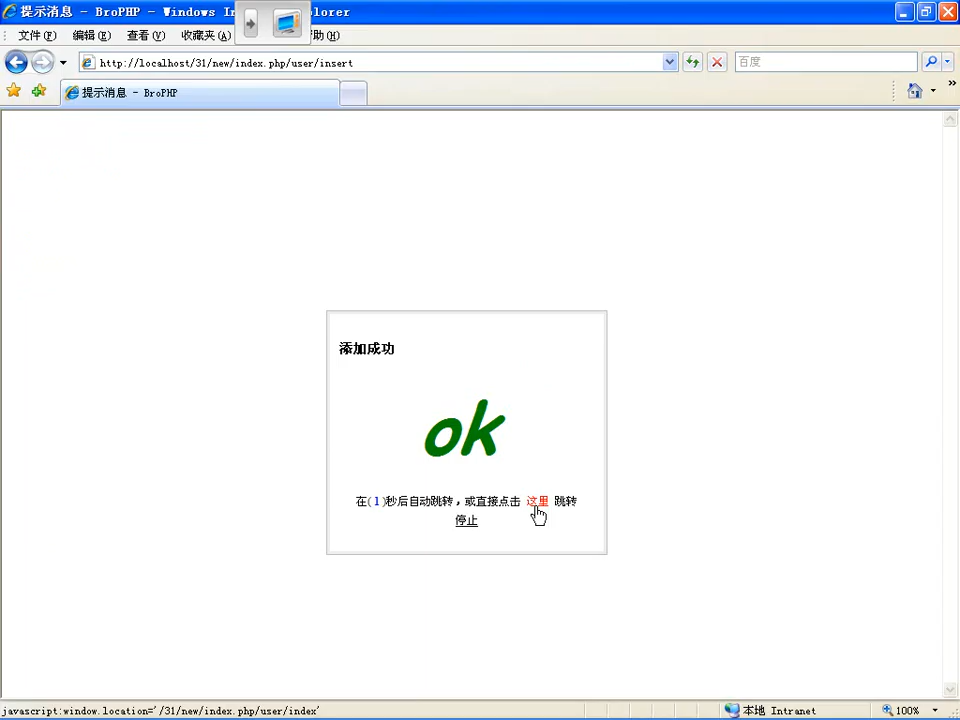 提示消息 - BroPHP - Windows In
lorer
文件(F) 编辑(E) 查看(V) 收藏夹(A)
助(H)
http://localhost/31/new/index.php/user/insert
百度
提示消息 - BroPHP
添加成功
ok
在(1)秒后自动跳转，或直接点击 这里 跳转
停止
javascript:window.location='/31/new/index.php/user/index'
本地 Intranet
100%